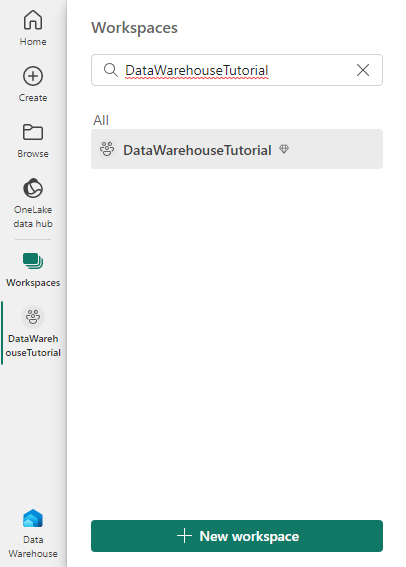 Home
Create
Browse
OneLake
data hub
Workspaces
DataWareh
ouseTutorial
Data
Warehouse
Workspaces
DataWarehouseTutorial
All
DataWarehouseTutorial
New workspace